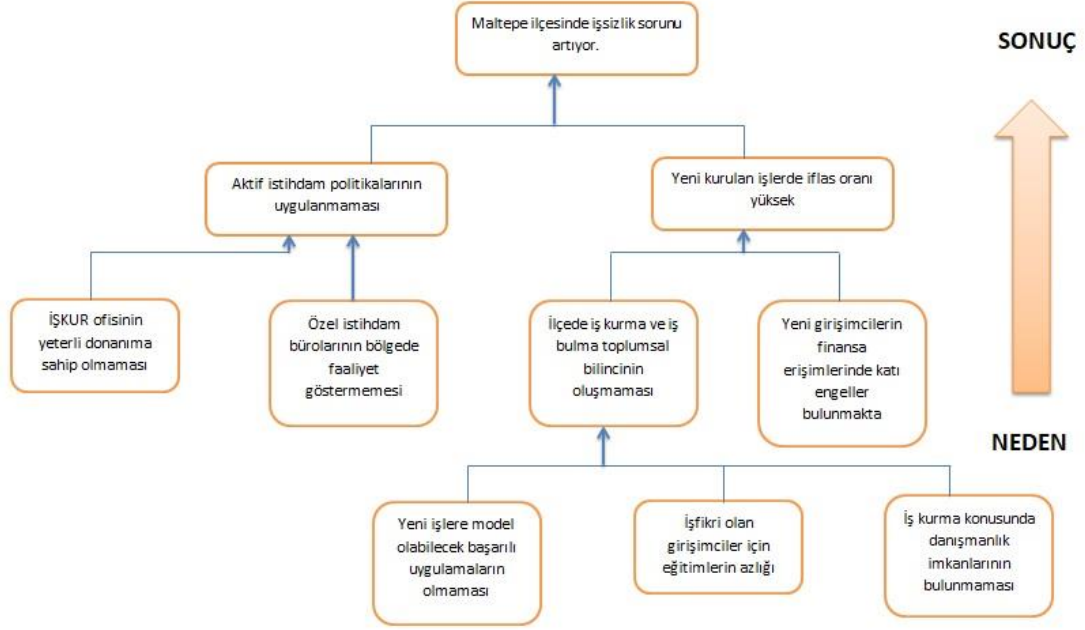 Maltepe ilçesinde işsizlik sorunu
artıyor.
SONUÇ
Aktif istihdam politikalarının
uygulanmaması
Yeni kurulan işlerde iflas oranı
yüksek
İŞKUR ofisinin
yeterli donanıma
sahip olmaması
Özel istihdam
bürolarının bölgede
faaliyet
göstermemesi
İlçede iş kurma ve iş
bulma toplumsal
bilincinin
oluşmaması
Yeni girişimcilerin
finansa
erişimlerinde katı
engeller
bulunmakta
NEDEN
Yeni işlere model
olabilecek başarılı
uygulamaların
olmaması
İşfikri olan
girişimciler için
eğitimlerin azlığı
İş kurma konusunda
danışmanlık
imkanlarının
bulunmaması